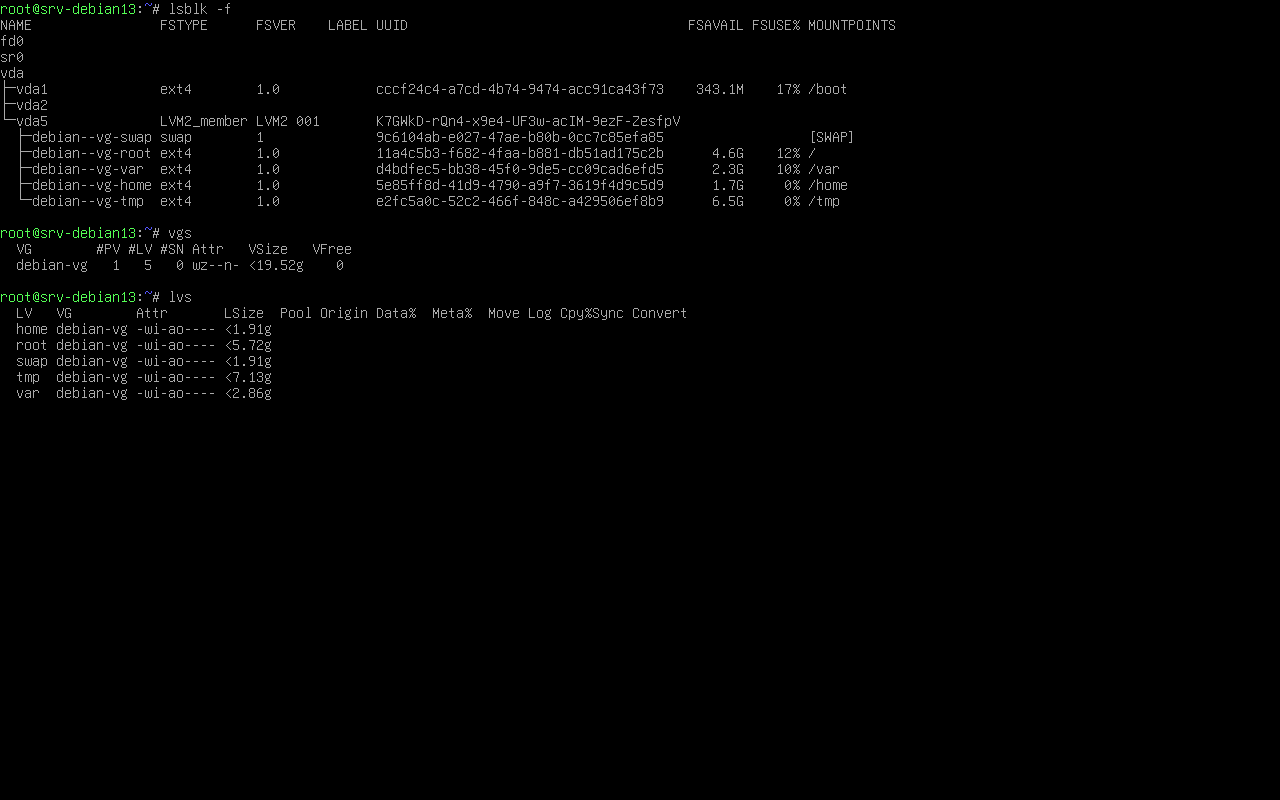 root@srv-debian13:~# lsblk -f
NAME                FSTYPE      FSVER    LABEL UUID                                   FSAVAIL FSUSE% MOUNTPOINTS
fd0
sr0
vda
├─vda1              ext4        1.0            cccf24c4-a7cd-4b74-9474-acc91ca43f73    343.1M    17% /boot
├─vda2
└─vda5              LVM2_member LVM2 001       K7GWkD-rQn4-x9e4-UF3w-acIM-9ezF-ZesfpV
  ├─debian--vg-swap swap        1              9c6104ab-e027-47ae-b80b-0cc7c85efa85                  [SWAP]
  ├─debian--vg-root ext4        1.0            11a4c5b3-f682-4faa-b881-db51ad175c2b      4.6G    12% /
  ├─debian--vg-var  ext4        1.0            d4bdfec5-bb38-45f0-9de5-cc09cad6efd5      2.3G    10% /var
  ├─debian--vg-home ext4        1.0            5e85ff8d-41d9-4790-a9f7-3619f4d9c5d9      1.7G     0% /home
  └─debian--vg-tmp  ext4        1.0            e2fc5a0c-52c2-466f-848c-a429506ef8b9      6.5G     0% /tmp
root@srv-debian13:~# vgs
  VG        #PV #LV #SN Attr   VSize   VFree
  debian-vg   1   5   0 wz--n- <19.52g    0
root@srv-debian13:~# lvs
  LV   VG        Attr       LSize  Pool Origin Data%  Meta%  Move Log Cpy%Sync Convert
  home debian-vg -wi-ao---- <1.91g
  root debian-vg -wi-ao---- <5.72g
  swap debian-vg -wi-ao---- <1.91g
  tmp  debian-vg -wi-ao---- <7.13g
  var  debian-vg -wi-ao---- <2.86g